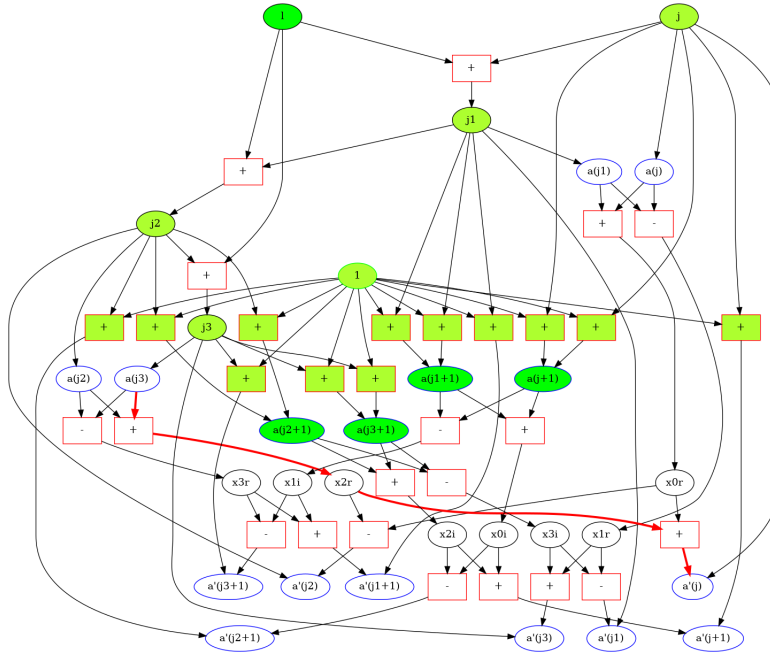 l j
+
j1
+ a(j1) a(j)
j2 + -
+ 1
+ + j3 + + + + + + +
a(j2) a(j3) + + + a(j1+1) a(j+1)
- + a(j2+1) a(j3+1) - +
x3r x1i x2r + - x0r
- + - x2i x0i x3i x1r +
a'(j3+1) a'(j2) a'(j1+1) - + + - a'(j)
a'(j2+1) a'(j3) a'(j1) a'(j+1)